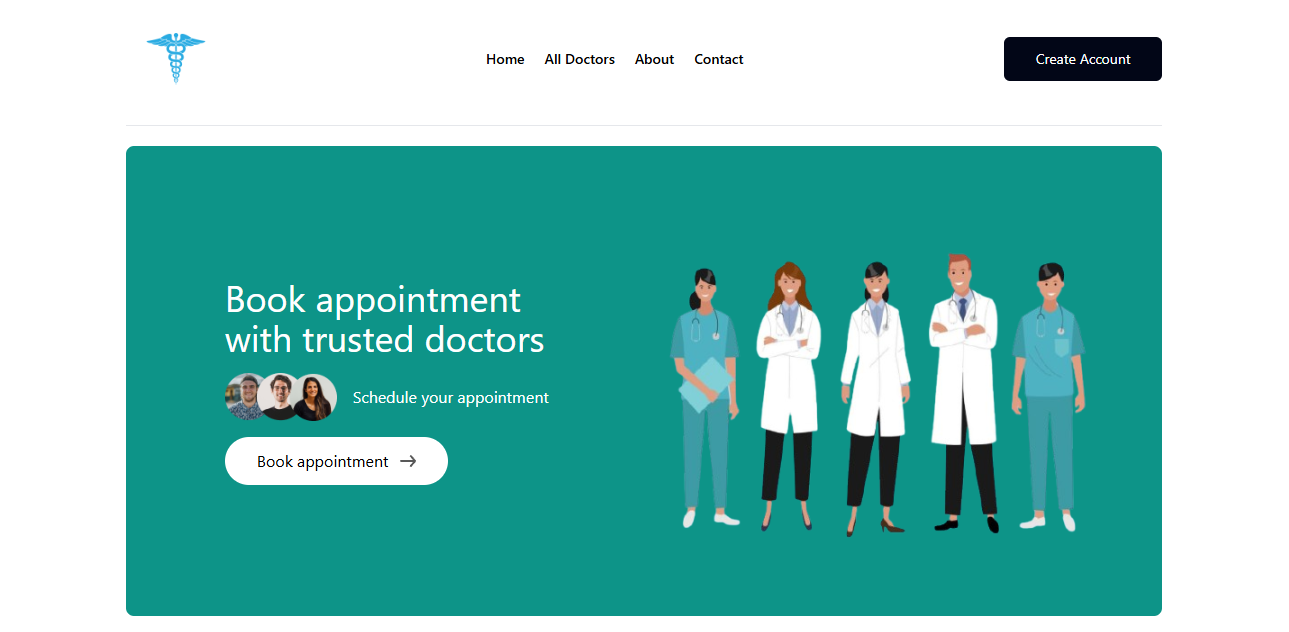 Home All Doctors About Contact Create Account
Book appointment
with trusted doctors
Schedule your appointment
Book appointment